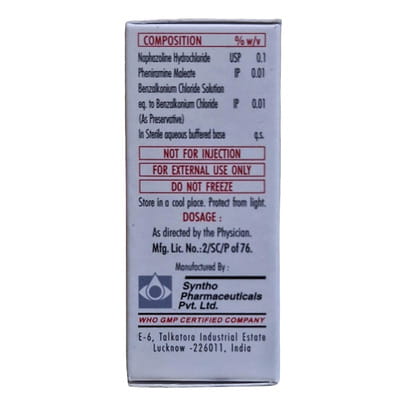 COMPOSITION % w/v
Naphazoline Hydrochloride USP 0.1
Pheniramine Maleate IP 0.01
Benzalkonium Chloride Solution
eq. to Benzalkonium Chloride IP 0.01
(As Preservative)
In Sterile aqueous buffered base q.s.
NOT FOR INJECTION
FOR EXTERNAL USE ONLY
DO NOT FREEZE
Store in a cool place. Protect from light.
DOSAGE :
As directed by the Physician.
Mfg. Lic. No.:2/SC/P of 76.
Manufactured By :
Syntho
Pharmaceuticals
Pvt. Ltd.
WHO GMP CERTIFIED COMPANY
E-6, Talkatora Industrial Estate
Lucknow -226011, India